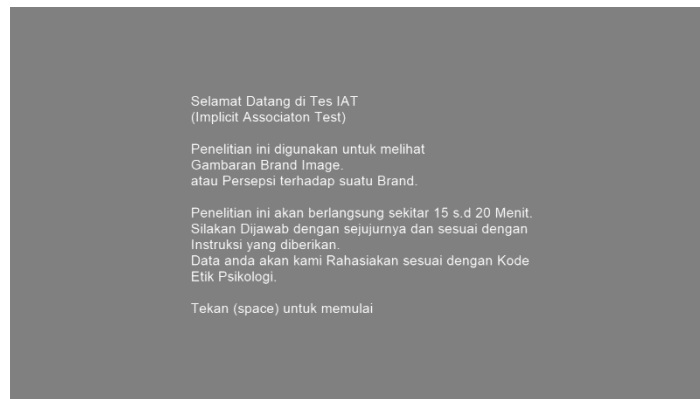 Selamat Datang di Tes IAT
(Implicit Associaton Test)
Penelitian ini digunakan untuk melihat
Gambaran Brand Image.
atau Persepsi terhadap suatu Brand.
Penelitian ini akan berlangsung sekitar 15 s.d 20 Menit.
Silakan Dijawab dengan sejujurnya dan sesuai dengan
Instruksi yang diberikan.
Data anda akan kami Rahasiakan sesuai dengan Kode
Etik Psikologi.
Tekan (space) untuk memulai